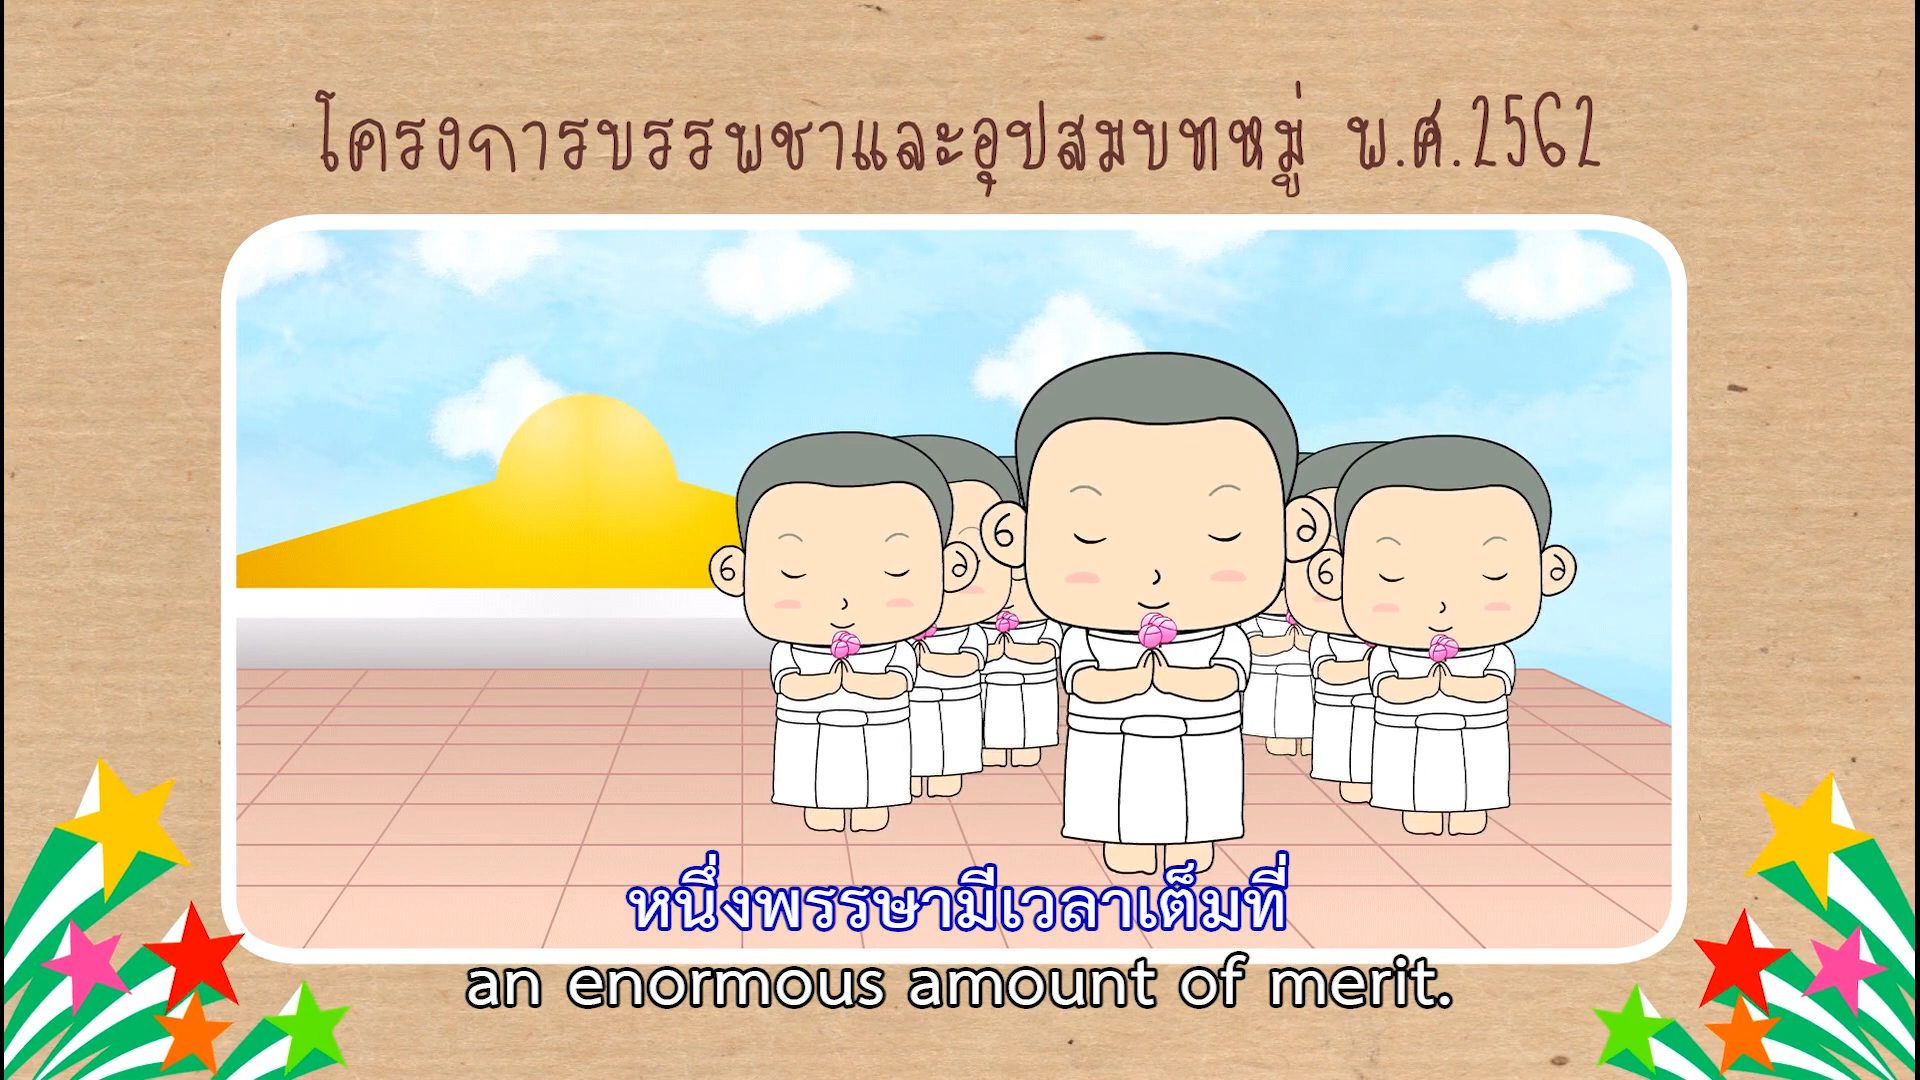 โครงการบรรพชาและอุปสมบทหมู่ พ.ศ.2562
หนึ่งพรรษามีเวลาเต็มที่
an enormous amount of merit.